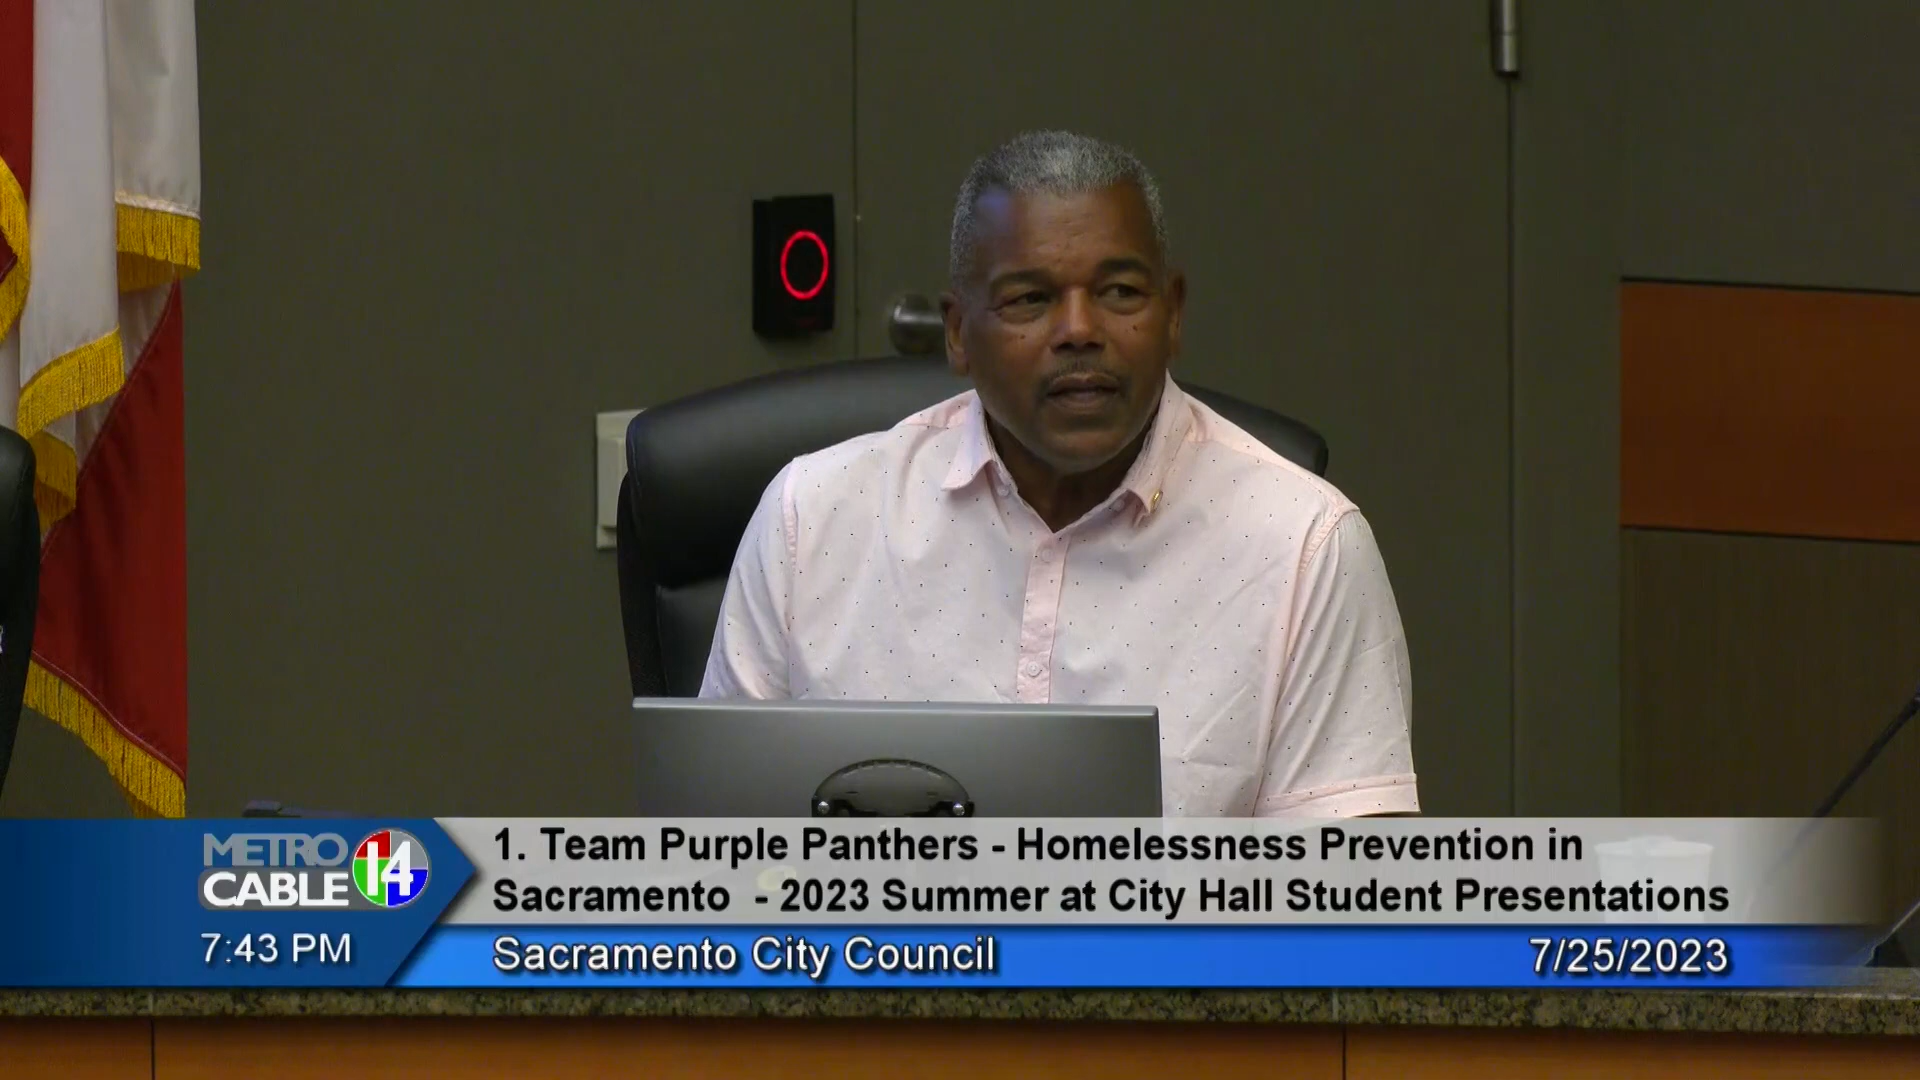 1. Team Purple Panthers - Homelessness Prevention in
Sacramento - 2023 Summer at City Hall Student Presentations
METRO
CABLE 14
7:43 PM
Sacramento City Council
7/25/2023